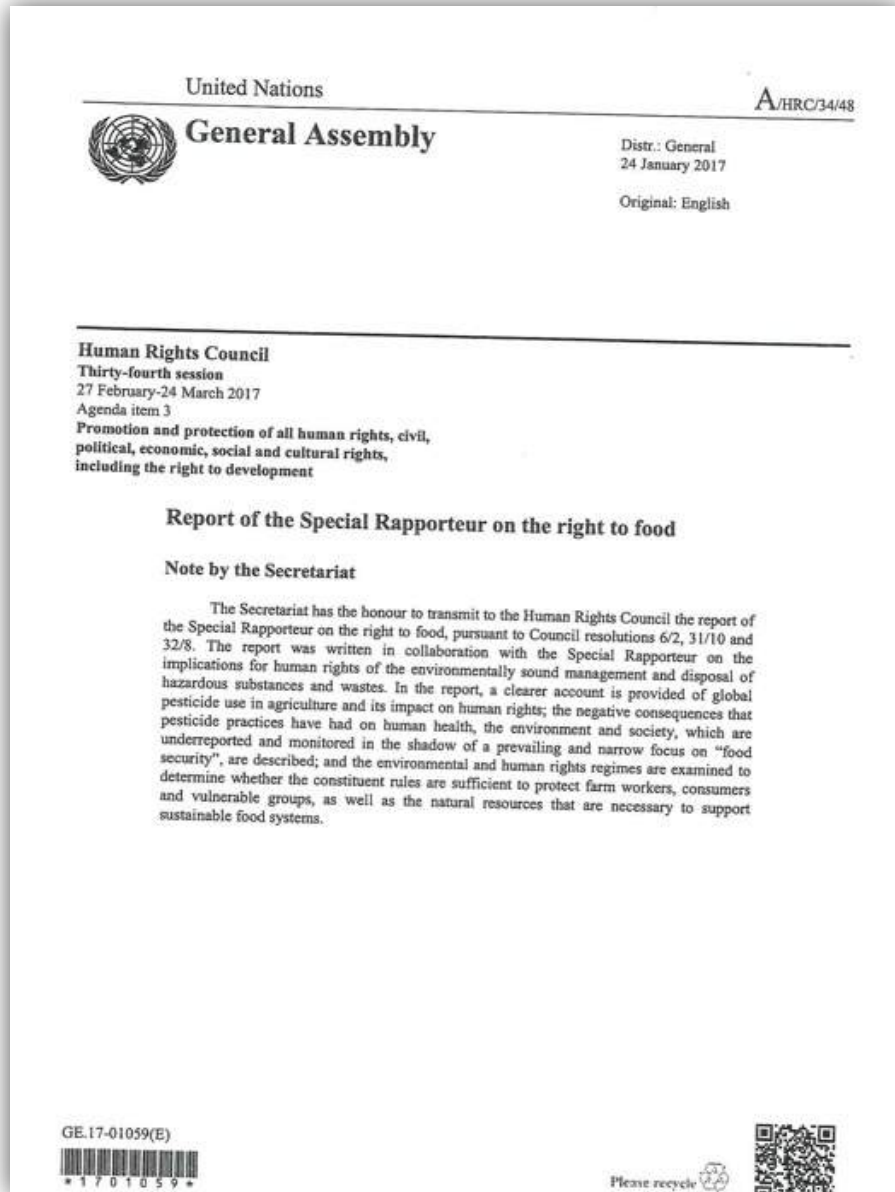 United Nations
A/HRC/34/48
General Assembly
Distr.: General
24 January 2017
Original: English
Human Rights Council
Thirty-fourth session
27 February-24 March 2017
Agenda item 3
Promotion and protection of all human rights, civil,
political, economic, social and cultural rights,
including the right to development
Report of the Special Rapporteur on the right to food
Note by the Secretariat
The Secretariat has the honour to transmit to the Human Rights Council the report of
the Special Rapporteur on the right to food, pursuant to Council resolutions 6/2, 31/10 and
32/8. The report was written in collaboration with the Special Rapporteur on the
implications for human rights of the environmentally sound management and disposal of
hazardous substances and wastes. In the report, a clearer account is provided of global
pesticide use in agriculture and its impact on human rights; the negative consequences that
pesticide practices have had on human health, the environment and society, which are
underreported and monitored in the shadow of a prevailing and narrow focus on “food
security”, are described; and the environmental and human rights regimes are examined to
determine whether the constituent rules are sufficient to protect farm workers, consumers
and vulnerable groups, as well as the natural resources that are necessary to support
sustainable food systems.
GE.17-01059(E)
*1701059*
Please recycle